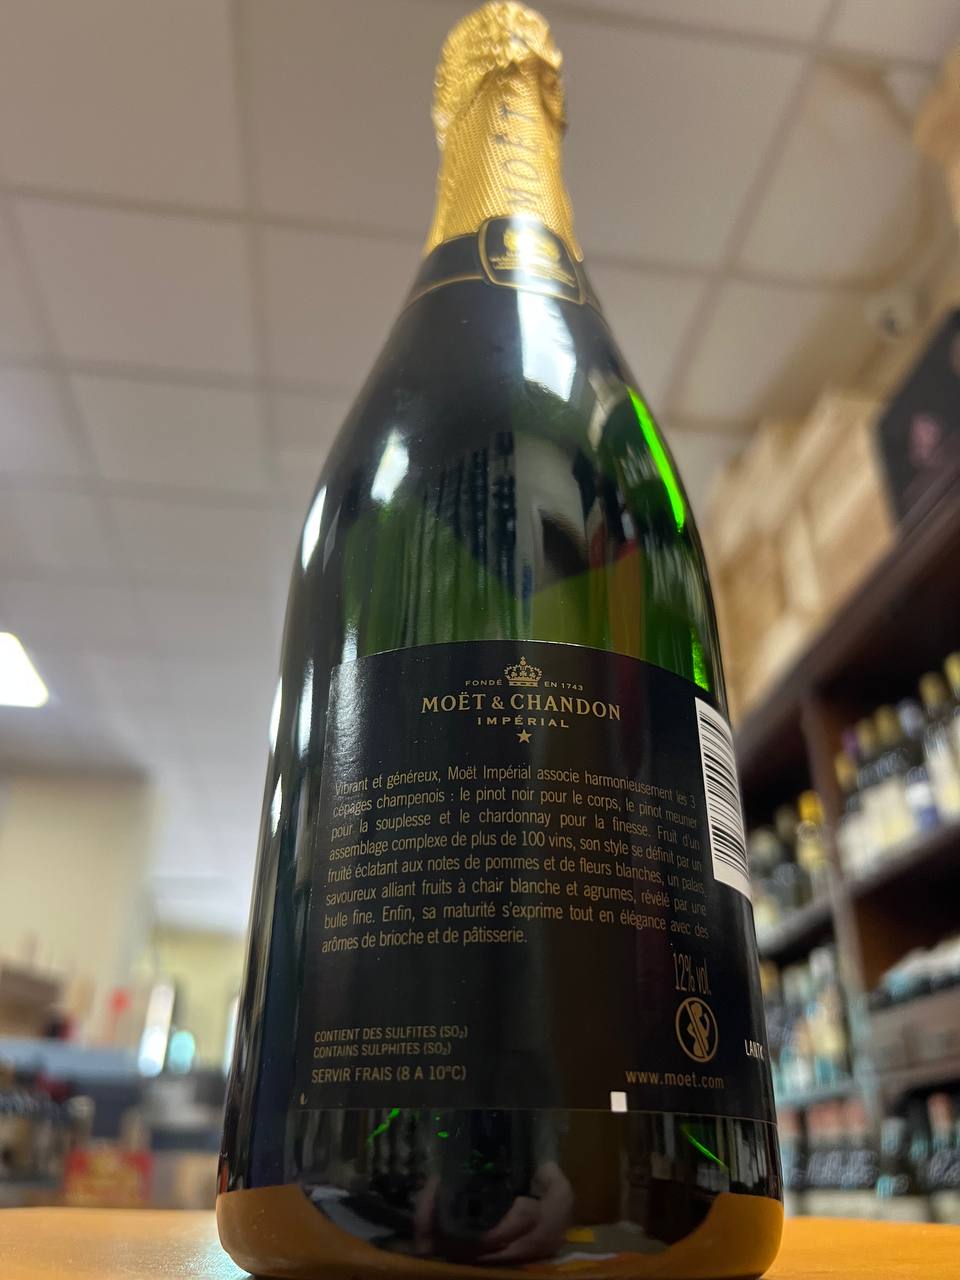 MOËT
FONDÉ EN 1743
MOËT & CHANDON
IMPÉRIAL
Vibrant et généreux, Moët Impérial associe harmonieusement les 3
cépages champenois : le pinot noir pour le corps, le pinot meunier
pour la souplesse et le chardonnay pour la finesse. Fruit d'un
assemblage complexe de plus de 100 vins, son style se définit par un
fruité éclatant aux notes de pommes et de fleurs blanches, un palais
savoureux alliant fruits à chair blanche et agrumes, révélé par une
bulle fine. Enfin, sa maturité s'exprime tout en élégance avec des
arômes de brioche et de pâtisserie.
12% vol.
CONTIENT DES SULFITES (SO₂)
CONTAINS SULPHITES (SO₂)
SERVIR FRAIS (8 A 10°C)
www.moet.com